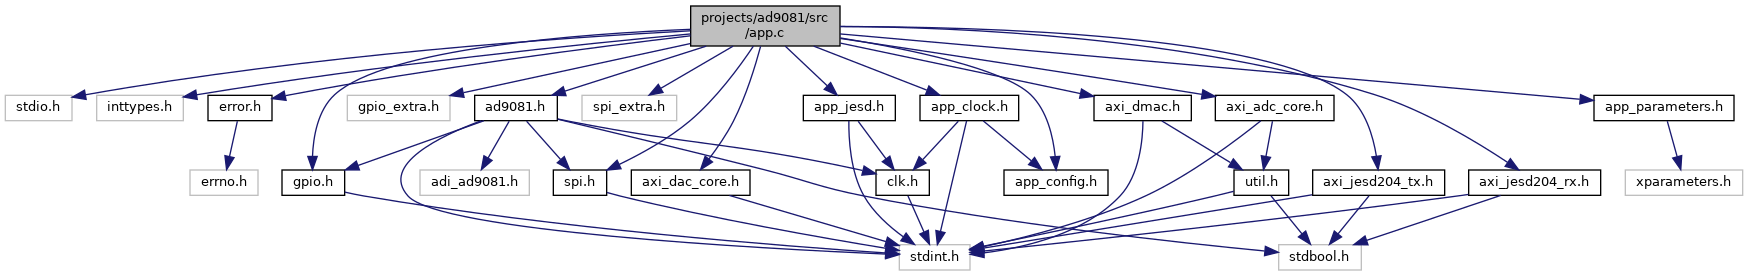 projects/ad9081/src
/app.c
stdio.h
inttypes.h
error.h
gpio_extra.h
ad9081.h
spi_extra.h
app_jesd.h
app_clock.h
axi_dmac.h
axi_adc_core.h
app_parameters.h
errno.h
gpio.h
adi_ad9081.h
spi.h
axi_dac_core.h
clk.h
app_config.h
util.h
axi_jesd204_tx.h
axi_jesd204_rx.h
xparameters.h
stdint.h
stdbool.h